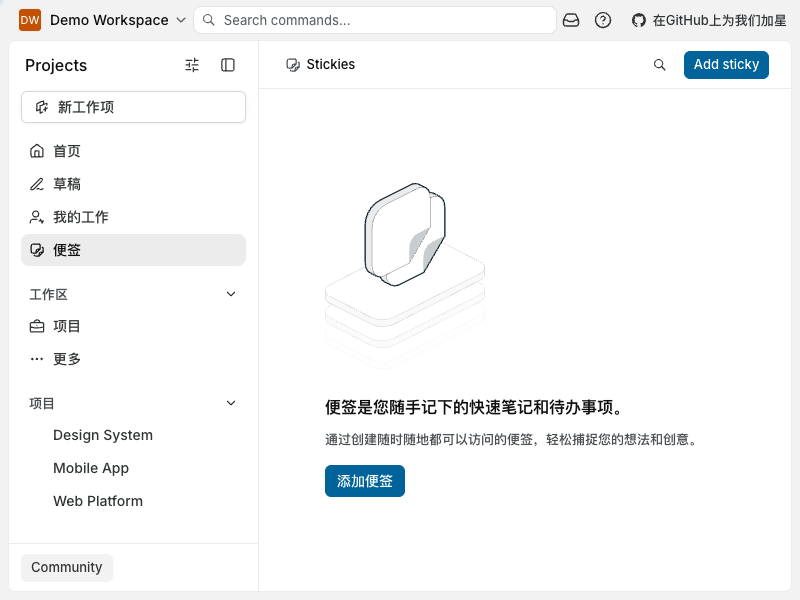 DW Demo Workspace
Search commands...
在GitHub上为我们加星
Projects
新工作项
首页
草稿
我的工作
便签
工作区
项目
更多
项目
Design System
Mobile App
Web Platform
Community
Stickies
Add sticky
便签是您随手记下的快速笔记和待办事项。
通过创建随时随地都可以访问的便签，轻松捕捉您的想法和创意。
添加便签